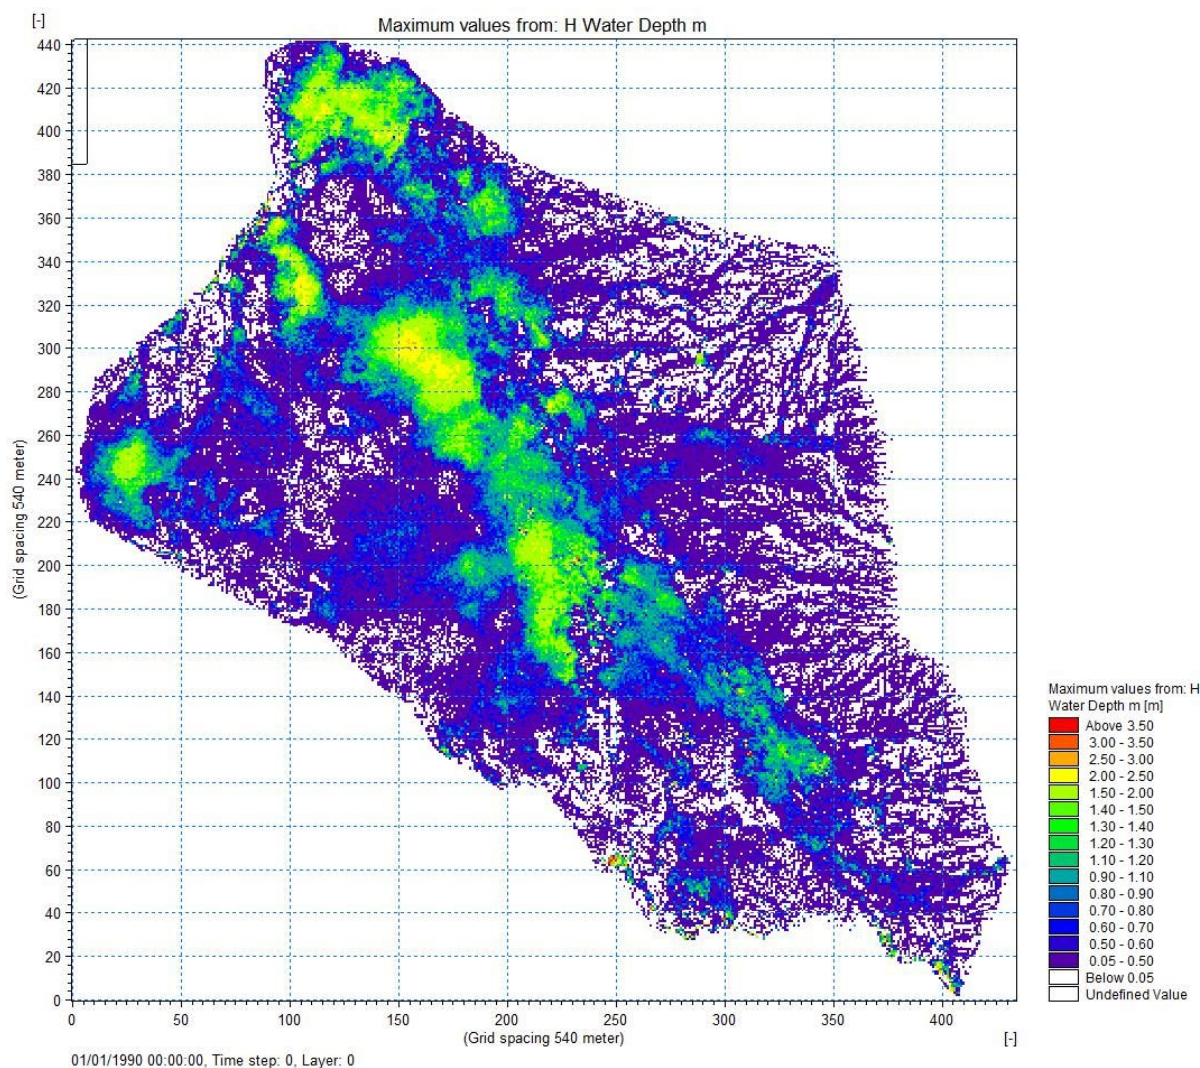 [-]
Maximum values from: H Water Depth m
440
420
400
380
360
340
320
300
280
260
240
220
200
180
160
140
120
100
80
60
40
20
0
(Grid spacing 540 meter)
0 50 100 150 200 250 300 350 400
(Grid spacing 540 meter)
[-]
Maximum values from: H
Water Depth m [m]
Above 3.50
3.00 - 3.50
2.50 - 3.00
2.00 - 2.50
1.50 - 2.00
1.40 - 1.50
1.30 - 1.40
1.20 - 1.30
1.10 - 1.20
0.90 - 1.10
0.80 - 0.90
0.70 - 0.80
0.60 - 0.70
0.50 - 0.60
0.05 - 0.50
Below 0.05
Undefined Value
01/01/1990 00:00:00, Time step: 0, Layer: 0